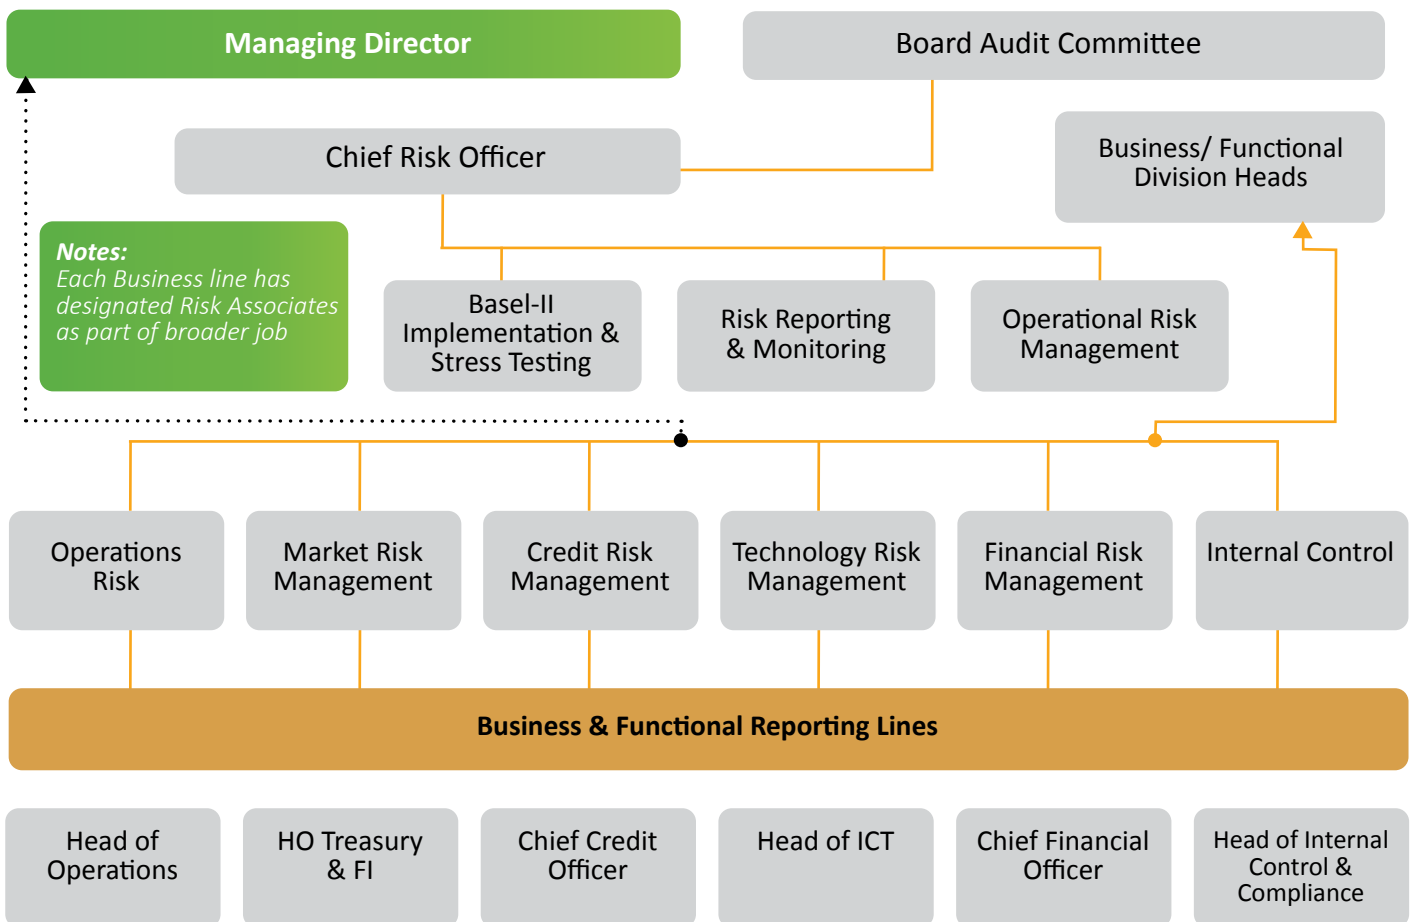 Managing Director
Board Audit Committee
Chief Risk Officer
Business/ Functional
Division Heads
Notes:
Each Business line has
designated Risk Associates
as part of broader job
Basel-II
Implementation &
Stress Testing
Risk Reporting
& Monitoring
Operational Risk
Management
Operations
Risk
Market Risk
Management
Credit Risk
Management
Technology Risk
Management
Financial Risk
Management
Internal Control
Business & Functional Reporting Lines
Head of
Operations
HO Treasury
& FI
Chief Credit
Officer
Head of ICT
Chief Financial
Officer
Head of Internal
Control &
Compliance